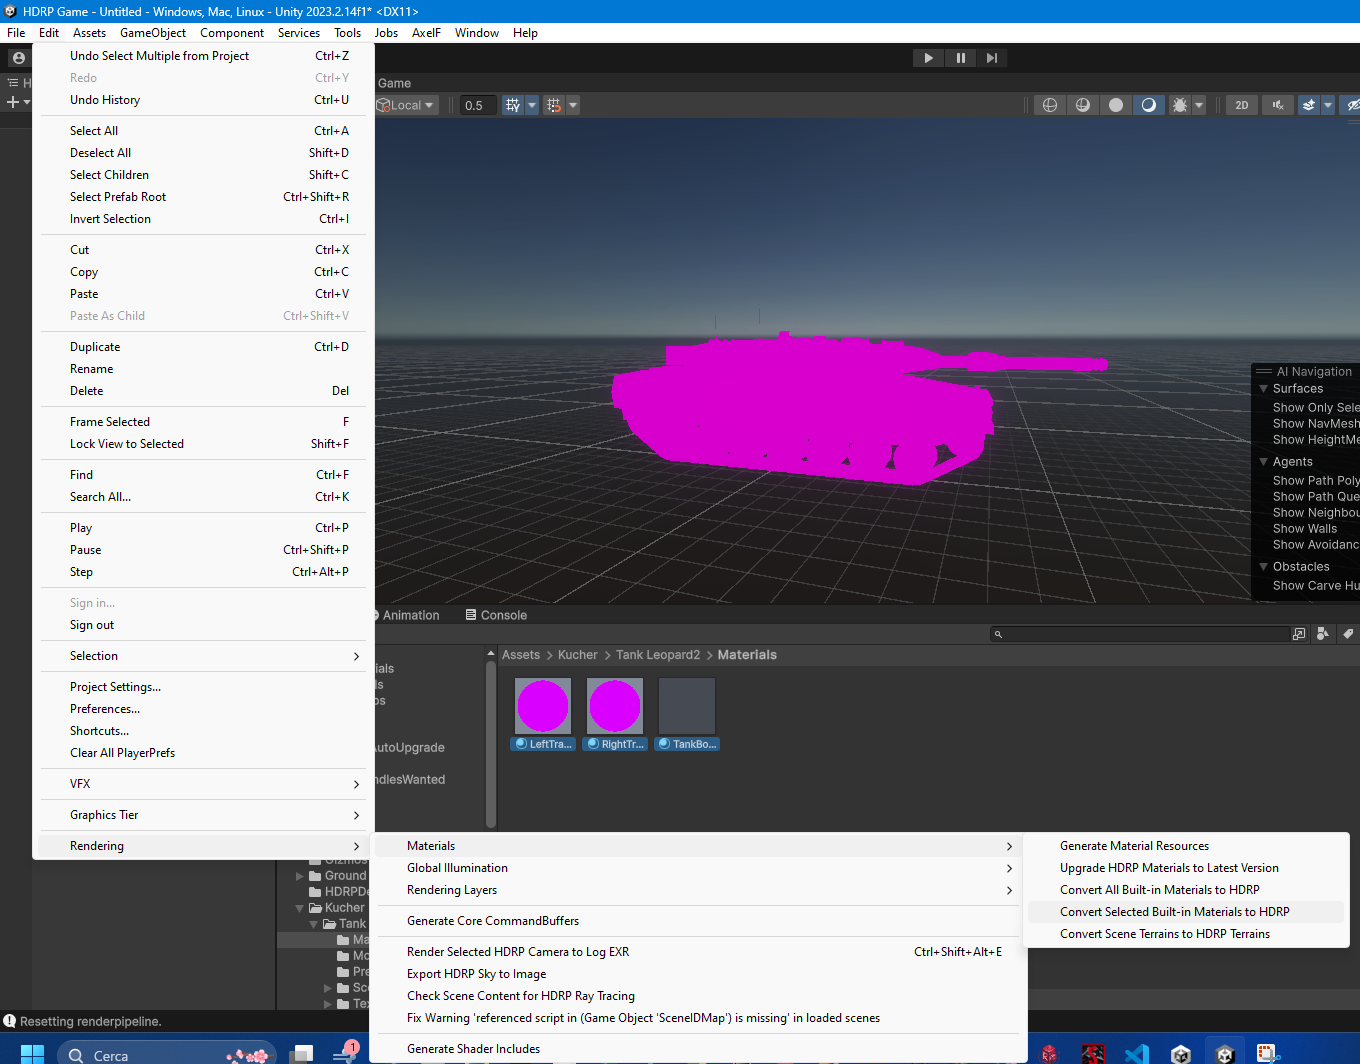 HDRP Game - Untitled - Windows, Mac, Linux - Unity 2023.2.14f1* <DX11>
File Edit Assets GameObject Component Services Tools Jobs AxelF Window Help
Undo Select Multiple from Project Ctrl+Z
Redo Ctrl+Y
Undo History Ctrl+U
Select All Ctrl+A
Deselect All Shift+D
Select Children Shift+C
Select Prefab Root Ctrl+Shift+R
Invert Selection Ctrl+I
Cut Ctrl+X
Copy Ctrl+C
Paste Ctrl+V
Paste As Child Ctrl+Shift+V
Duplicate Ctrl+D
Rename
Delete Del
Frame Selected F
Lock View to Selected Shift+F
Find Ctrl+F
Search All... Ctrl+K
Play Ctrl+P
Pause Ctrl+Shift+P
Step Ctrl+Alt+P
Sign in...
Sign out
Selection
Project Settings...
Preferences...
Shortcuts...
Clear All PlayerPrefs
VFX
Graphics Tier
Rendering
H
Game
Local 0.5 2D
AI Navigation
Surfaces
Show Only Sele
Show NavMesh
Show HeightMe
Agents
Show Path Poly
Show Path Que
Show Neighbou
Show Walls
Show Avoidanc
Obstacles
Show Carve Hu
Animation Console
Assets > Kucher > Tank Leopard2 > Materials
ials
ls
os
AutoUpgrade
ndlesWanted
LeftTra... RightTr... TankBo...
Materials
Global Illumination
Rendering Layers
Generate Core CommandBuffers
Render Selected HDRP Camera to Log EXR Ctrl+Shift+Alt+E
Export HDRP Sky to Image
Check Scene Content for HDRP Ray Tracing
Fix Warning 'referenced script in (Game Object 'SceneIDMap') is missing' in loaded scenes
Generate Shader Includes
Generate Material Resources
Upgrade HDRP Materials to Latest Version
Convert All Built-in Materials to HDRP
Convert Selected Built-in Materials to HDRP
Convert Scene Terrains to HDRP Terrains
Gizmos
Ground
HDRPDe
Kucher
Tank
Ma
Mo
Pre
Sce
Tex
Resetting renderpipeline.
Cerca
1